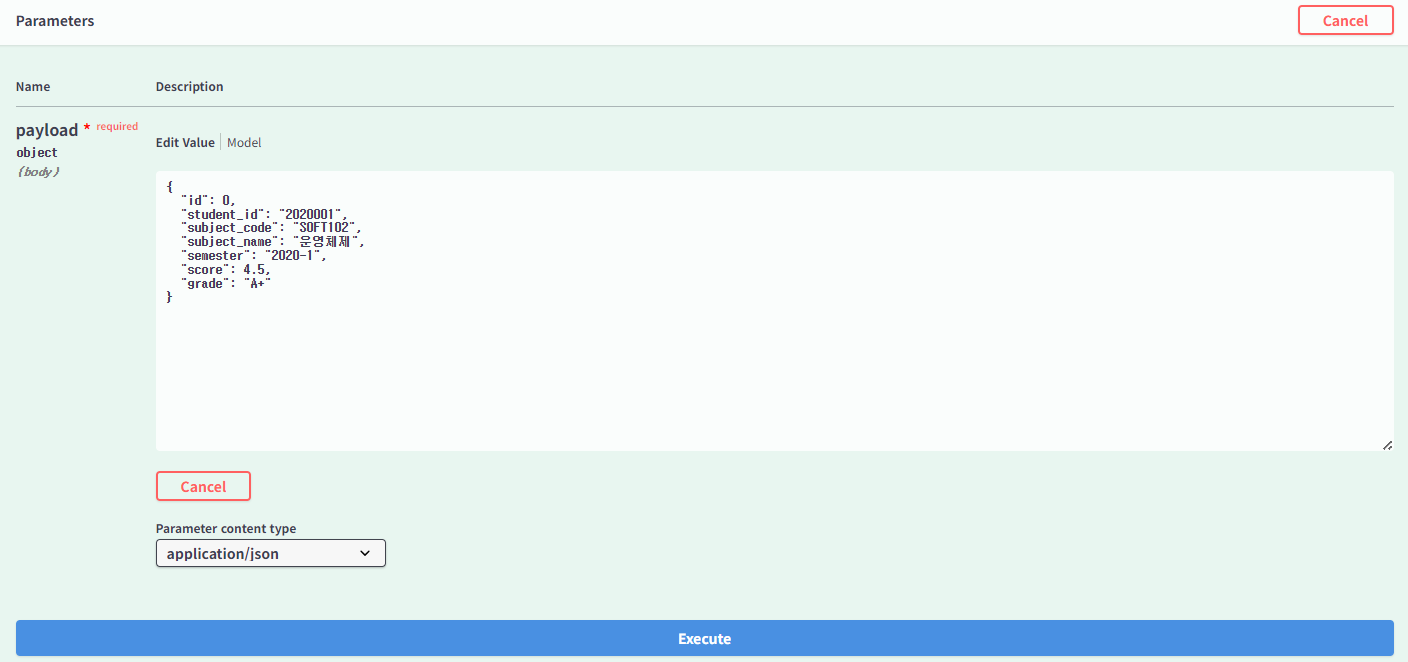 Parameters
Cancel
Name
Description
payload * required
object
(body)
Edit Value
Model
{
"id": 0,
"student_id": "2020001",
"subject_code": "SOFT102",
"subject_name": "운영체제",
"semester": "2020-1",
"score": 4.5,
"grade": "A+"
}
Cancel
Parameter content type
application/json
Execute